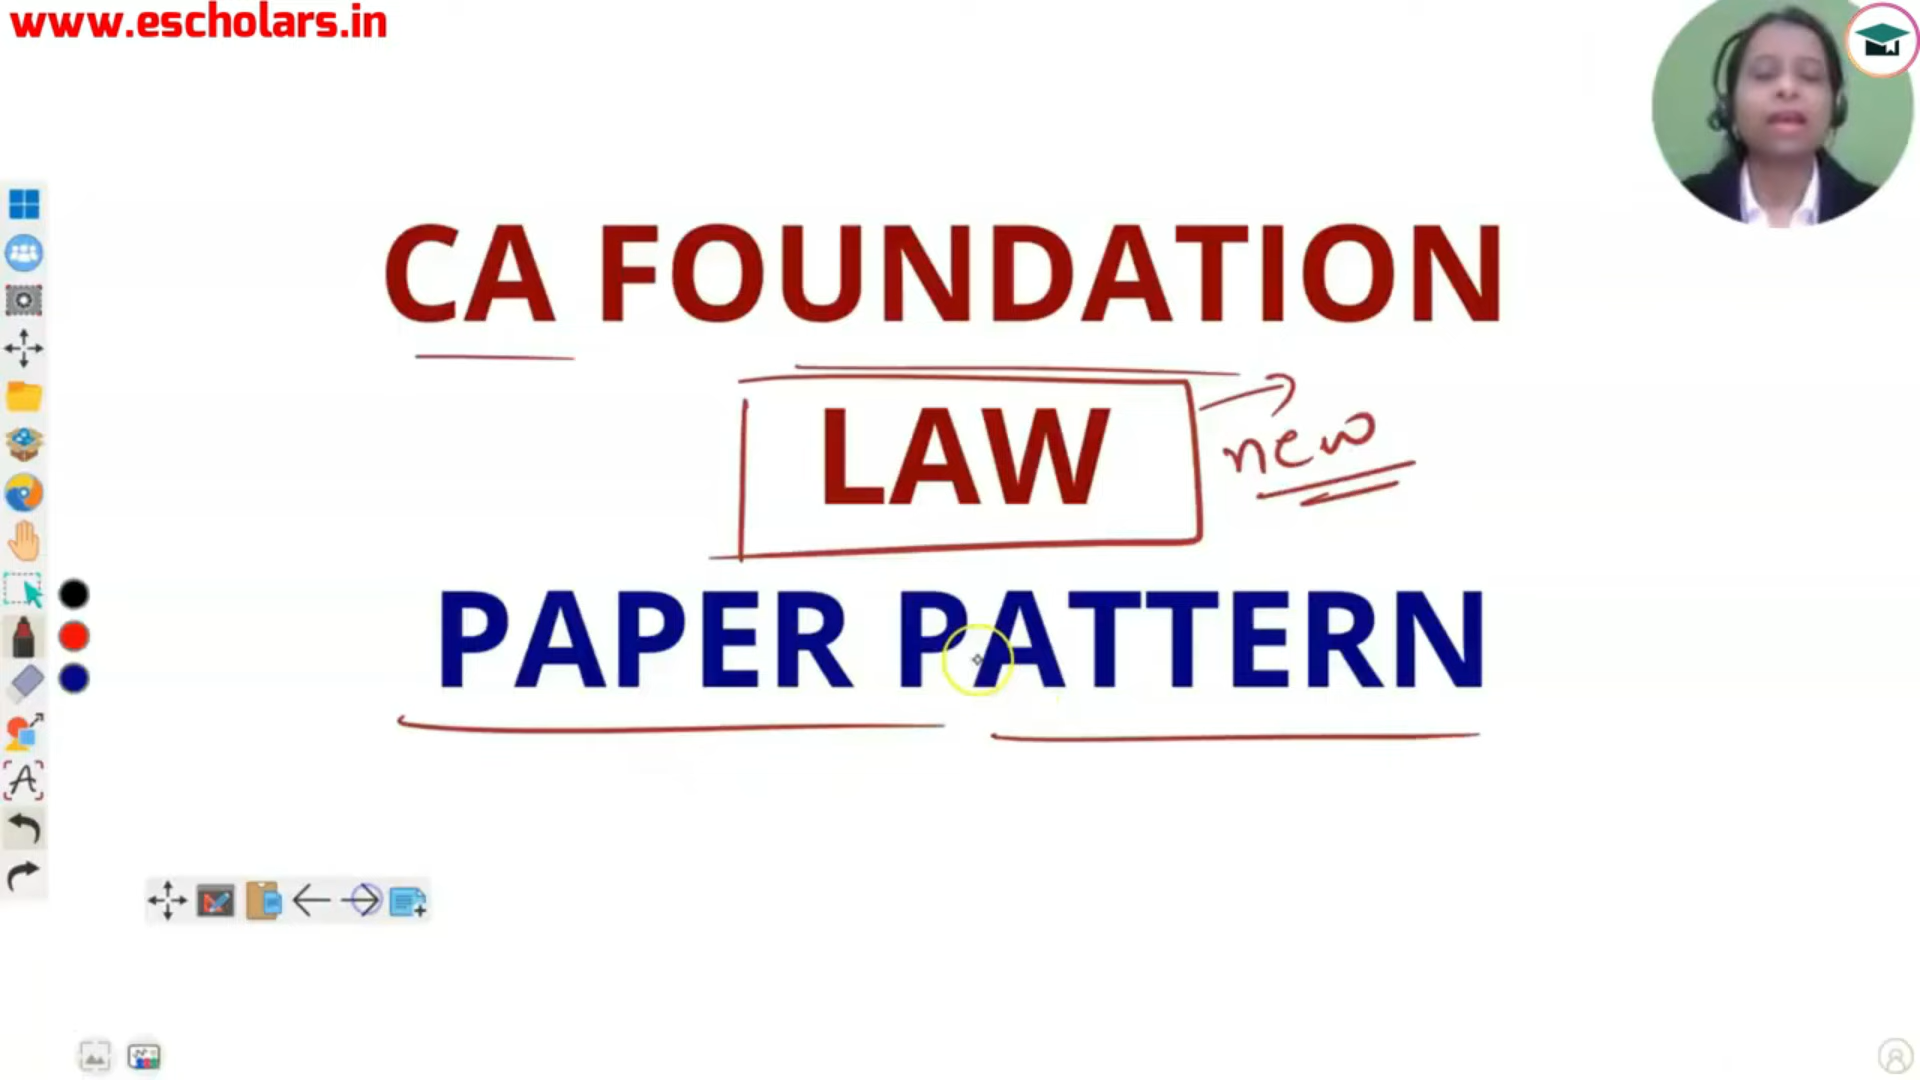 www.escholars.in
CA FOUNDATION
LAW
new
PAPER PATTERN